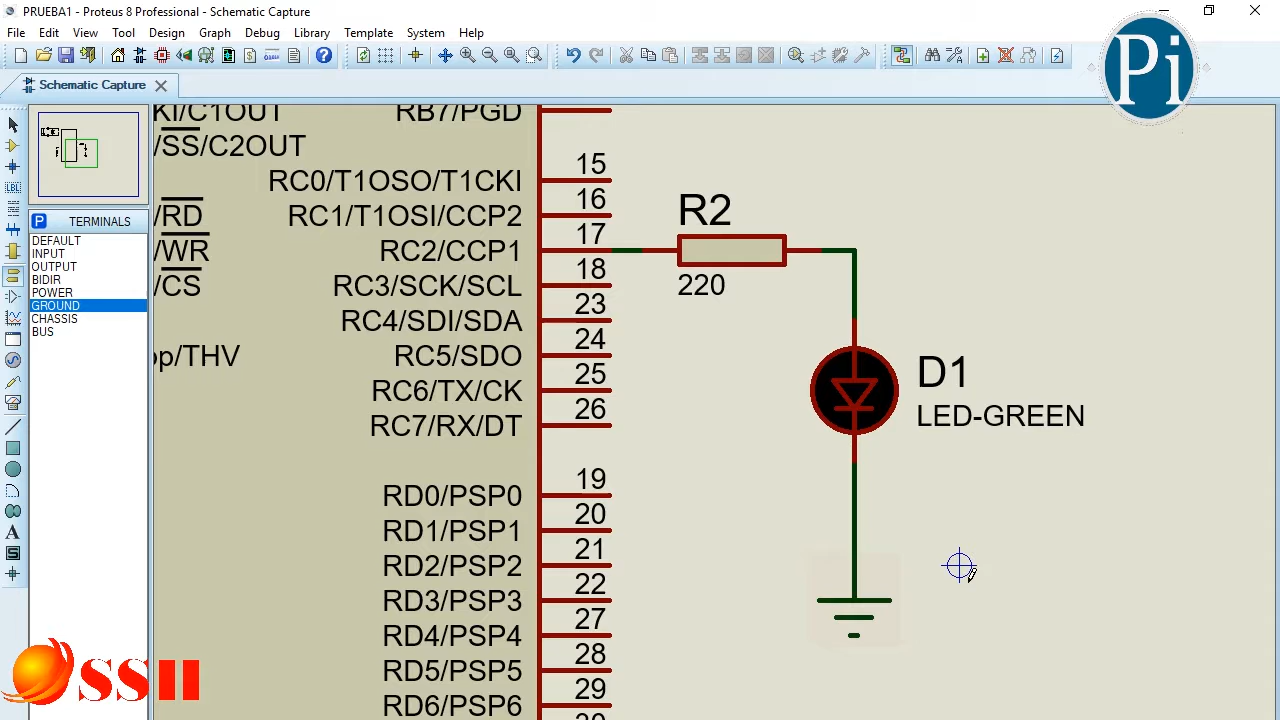 PRUEBA1 - Proteus 8 Professional - Schematic Capture
File Edit View Tool Design Graph Debug Library Template System Help
Schematic Capture
Pi
P TERMINALS
DEFAULT
INPUT
OUTPUT
BIDIR
POWER
GROUND
CHASSIS
BUS
LBL
A
S
KI/C1OUT
/SS/C2OUT
/RD
/WR
/CS
pp/THV
RB7/PGD
RC0/T1OSO/T1CKI 15
RC1/T1OSI/CCP2 16
RC2/CCP1 17
RC3/SCK/SCL 18
RC4/SDI/SDA 23
RC5/SDO 24
RC6/TX/CK 25
RC7/RX/DT 26
RD0/PSP0 19
RD1/PSP1 20
RD2/PSP2 21
RD3/PSP3 22
RD4/PSP4 27
RD5/PSP5 28
RD6/PSP6 29
30
R2
220
D1
LED-GREEN
SSII